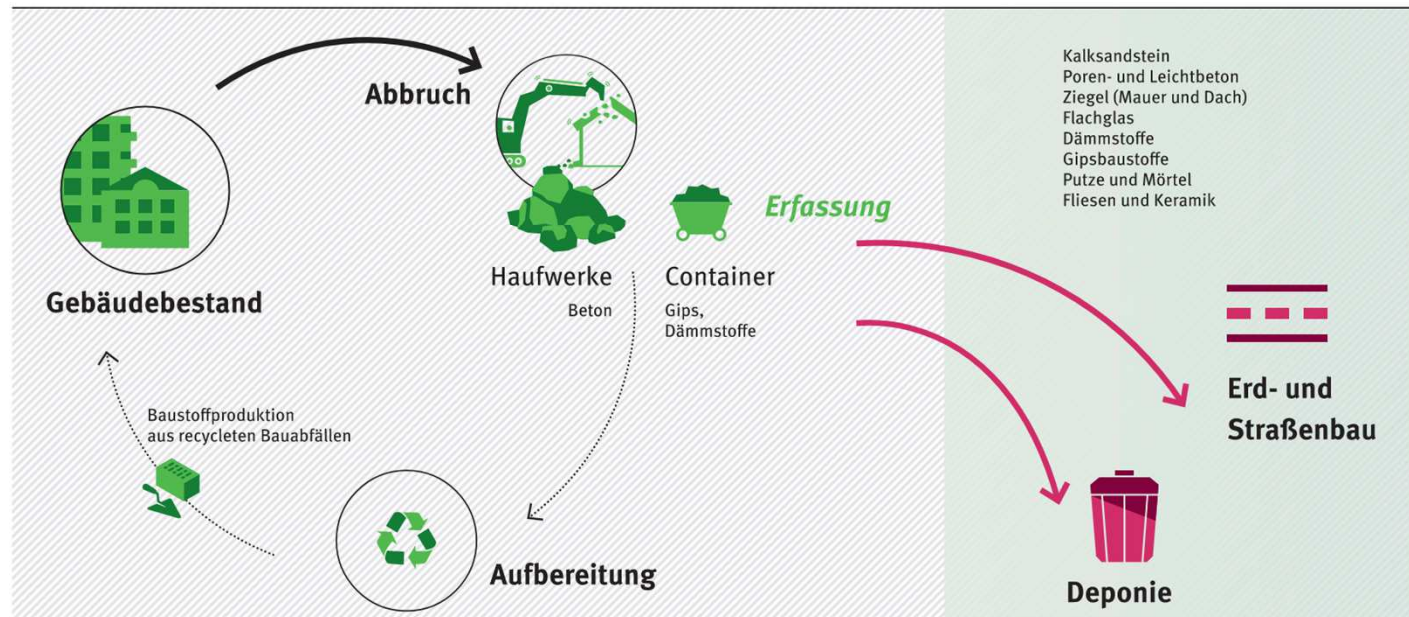 Abbruch
Gebäudebestand
Erfassung
Haufwerke
Beton
Container
Gips,
Dämmstoffe
Baustoffproduktion
aus recycleten Bauabfällen
Aufbereitung
Kalksandstein
Poren- und Leichtbeton
Ziegel (Mauer und Dach)
Flachglas
Dämmstoffe
Gipsbaustoffe
Putze und Mörtel
Fliesen und Keramik
Erd- und
Straßenbau
Deponie